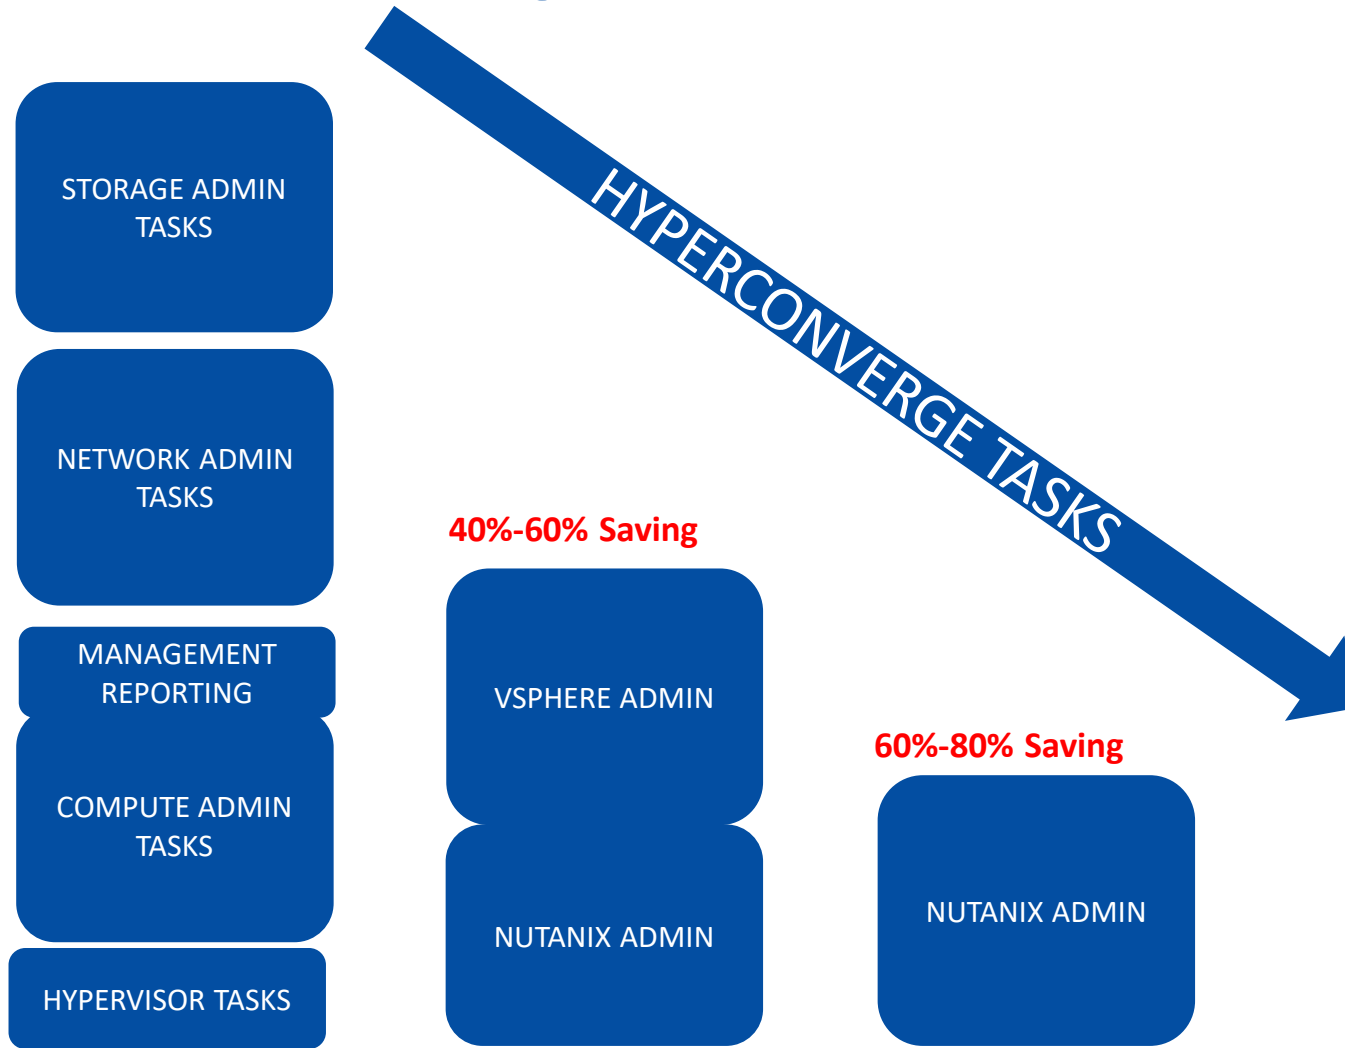 HYPERCONVERGE TASKS
STORAGE ADMIN
TASKS
NETWORK ADMIN
TASKS
MANAGEMENT
REPORTING
COMPUTE ADMIN
TASKS
HYPERVISOR TASKS
40%-60% Saving
VSPHERE ADMIN
NUTANIX ADMIN
60%-80% Saving
NUTANIX ADMIN